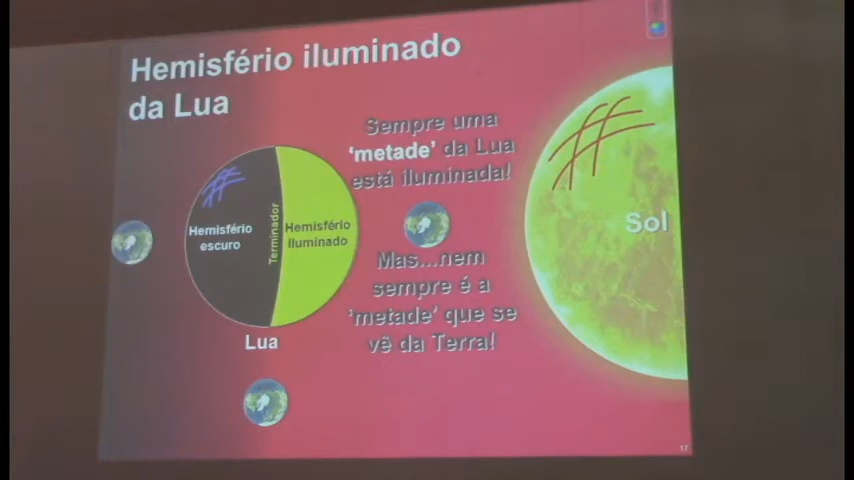 Hemisfério iluminado
da Lua
Sempre uma
‘metade’ da Lua
está iluminada!
Hemisfério
escuro
Terminador
Hemisfério
iluminado
Sol
Mas...nem
sempre é a
‘metade’ que se
vê da Terra!
Lua
17